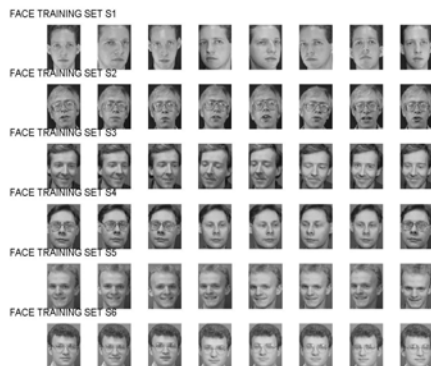 FACE TRAINING SET S1
FACE TRAINING SET S2
FACE TRAINING SET S3
FACE TRAINING SET S4
FACE TRAINING SET S5
FACE TRAINING SET S6